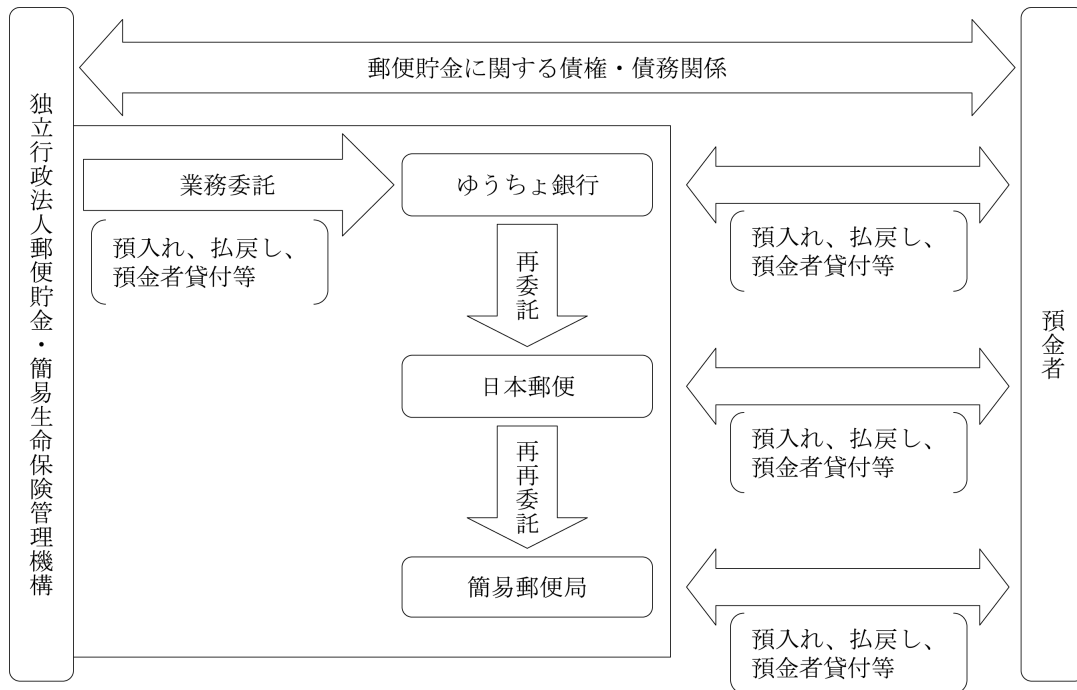 独立行政法人郵便貯金・簡易生命保険管理機構
郵便貯金に関する債権・債務関係
業務委託
預入れ、払戻し、
預金者貸付等
ゆうちょ銀行
再委託
日本郵便
再再委託
簡易郵便局
預入れ、払戻し、
預金者貸付等
預入れ、払戻し、
預金者貸付等
預入れ、払戻し、
預金者貸付等
預金者